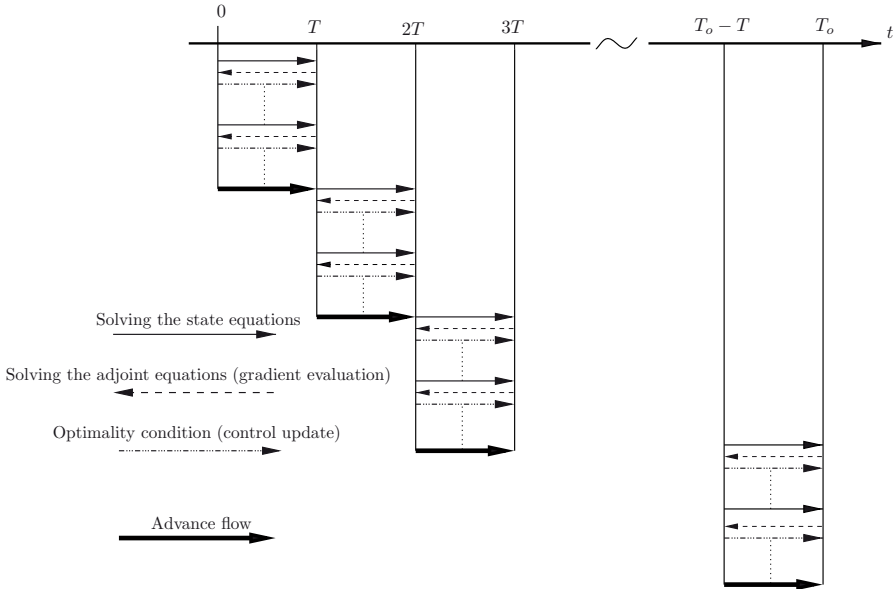 0
T 2T 3T T_o − T T_o
t
Solving the state equations
Solving the adjoint equations (gradient evaluation)
Optimality condition (control update)
Advance flow